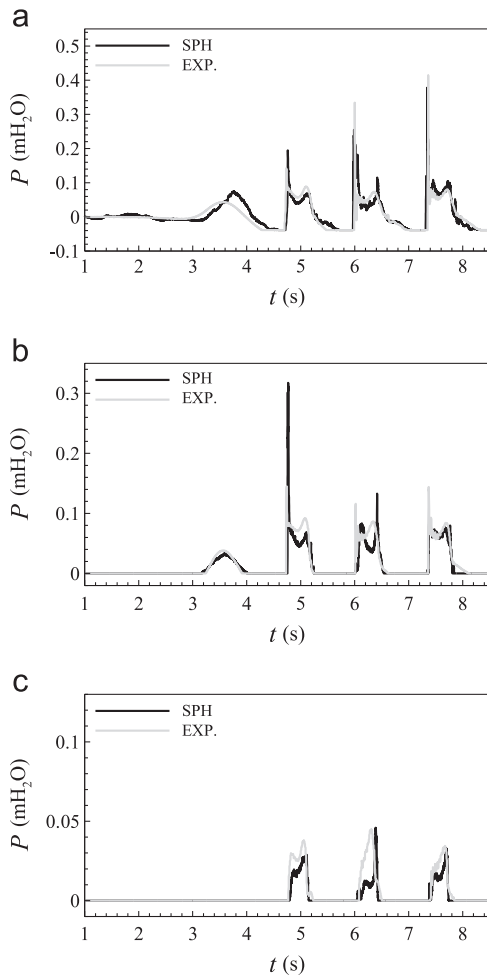 a
SPH
EXP.
0.5
0.4
0.3
0.2
0.1
0
-0.1
P (mH₂O)
1 2 3 4 5 6 7 8
t (s)
b
SPH
EXP.
0.3
0.2
0.1
0
P (mH₂O)
1 2 3 4 5 6 7 8
t (s)
c
SPH
EXP.
0.1
0.05
0
P (mH₂O)
1 2 3 4 5 6 7 8
t (s)